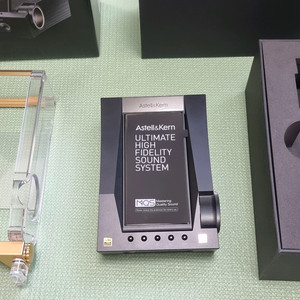 Astell&Kern
Astell&Kern
ULTIMATE
HIGH
FIDELITY
SOUND
SYSTEM
MQS Mastering
Quality Sound